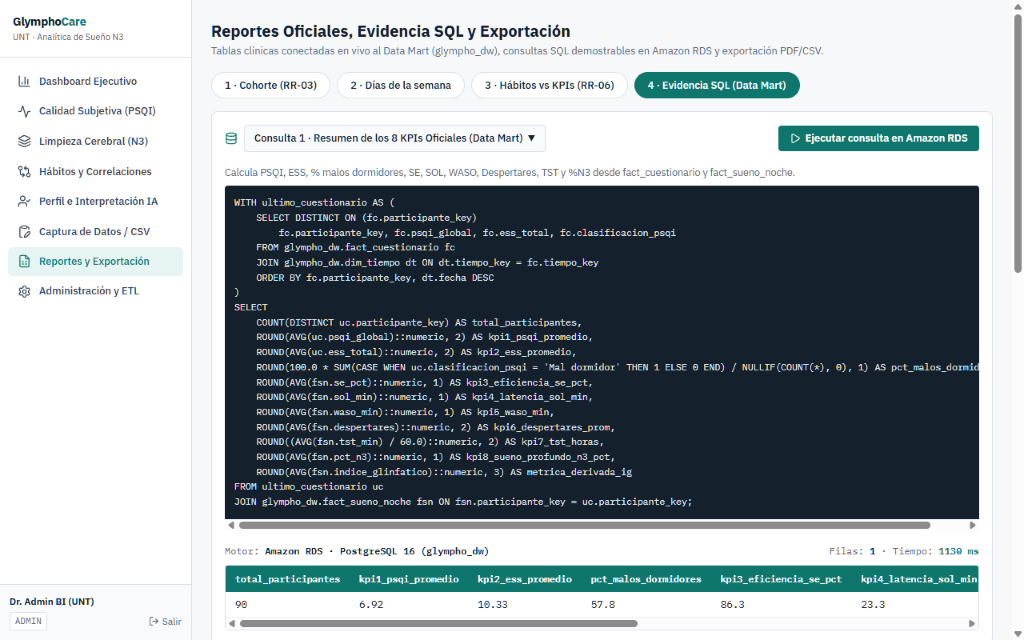 GlymphoCare
UNT · Analítica de Sueño N3
Dashboard Ejecutivo
Calidad Subjetiva (PSQI)
Limpieza Cerebral (N3)
Hábitos y Correlaciones
Perfil e Interpretación IA
Captura de Datos / CSV
Reportes y Exportación
Administración y ETL
Dr. Admin BI (UNT)
ADMIN
Salir
Reportes Oficiales, Evidencia SQL y Exportación
Tablas clínicas conectadas en vivo al Data Mart (glympho_dw), consultas SQL demostrables en Amazon RDS y exportación PDF/CSV.
1 · Cohorte (RR-03)
2 · Días de la semana
3 · Hábitos vs KPIs (RR-06)
4 · Evidencia SQL (Data Mart)
Consulta 1 · Resumen de los 8 KPIs Oficiales (Data Mart) ▼
Ejecutar consulta en Amazon RDS
Calcula PSQI, ESS, % malos dormidores, SE, SOL, WASO, Despertares, TST y %N3 desde fact_cuestionario y fact_sueno_noche.
WITH ultimo_cuestionario AS (
SELECT DISTINCT ON (fc.participante_key)
fc.participante_key, fc.psqi_global, fc.ess_total, fc.clasificacion_psqi
FROM glympho_dw.fact_cuestionario fc
JOIN glympho_dw.dim_tiempo dt ON dt.tiempo_key = fc.tiempo_key
ORDER BY fc.participante_key, dt.fecha DESC
)
SELECT
COUNT(DISTINCT uc.participante_key) AS total_participantes,
ROUND(AVG(uc.psqi_global)::numeric, 2) AS kpi1_psqi_promedio,
ROUND(AVG(uc.ess_total)::numeric, 2) AS kpi2_ess_promedio,
ROUND(100.0 * SUM(CASE WHEN uc.clasificacion_psqi = 'Mal dormidor' THEN 1 ELSE 0 END) / NULLIF(COUNT(*), 0), 1) AS pct_malos_dormid
ROUND(AVG(fsn.se_pct)::numeric, 1) AS kpi3_eficiencia_se_pct,
ROUND(AVG(fsn.sol_min)::numeric, 1) AS kpi4_latencia_sol_min,
ROUND(AVG(fsn.waso_min)::numeric, 1) AS kpi5_waso_min,
ROUND(AVG(fsn.despertares)::numeric, 2) AS kpi6_despertares_prom,
ROUND((AVG(fsn.tst_min) / 60.0)::numeric, 2) AS kpi7_tst_horas,
ROUND(AVG(fsn.pct_n3)::numeric, 1) AS kpi8_sueno_profundo_n3_pct,
ROUND(AVG(fsn.indice_glinfatico)::numeric, 3) AS metrica_derivada_ig
FROM ultimo_cuestionario uc
JOIN glympho_dw.fact_sueno_noche fsn ON fsn.participante_key = uc.participante_key;
Motor: Amazon RDS · PostgreSQL 16 (glympho_dw)
Filas: 1 · Tiempo: 1130 ms
total_participantes kpi1_psqi_promedio kpi2_ess_promedio pct_malos_dormidores kpi3_eficiencia_se_pct kpi4_latencia_sol_min
90 6.92 10.33 57.8 86.3 23.3